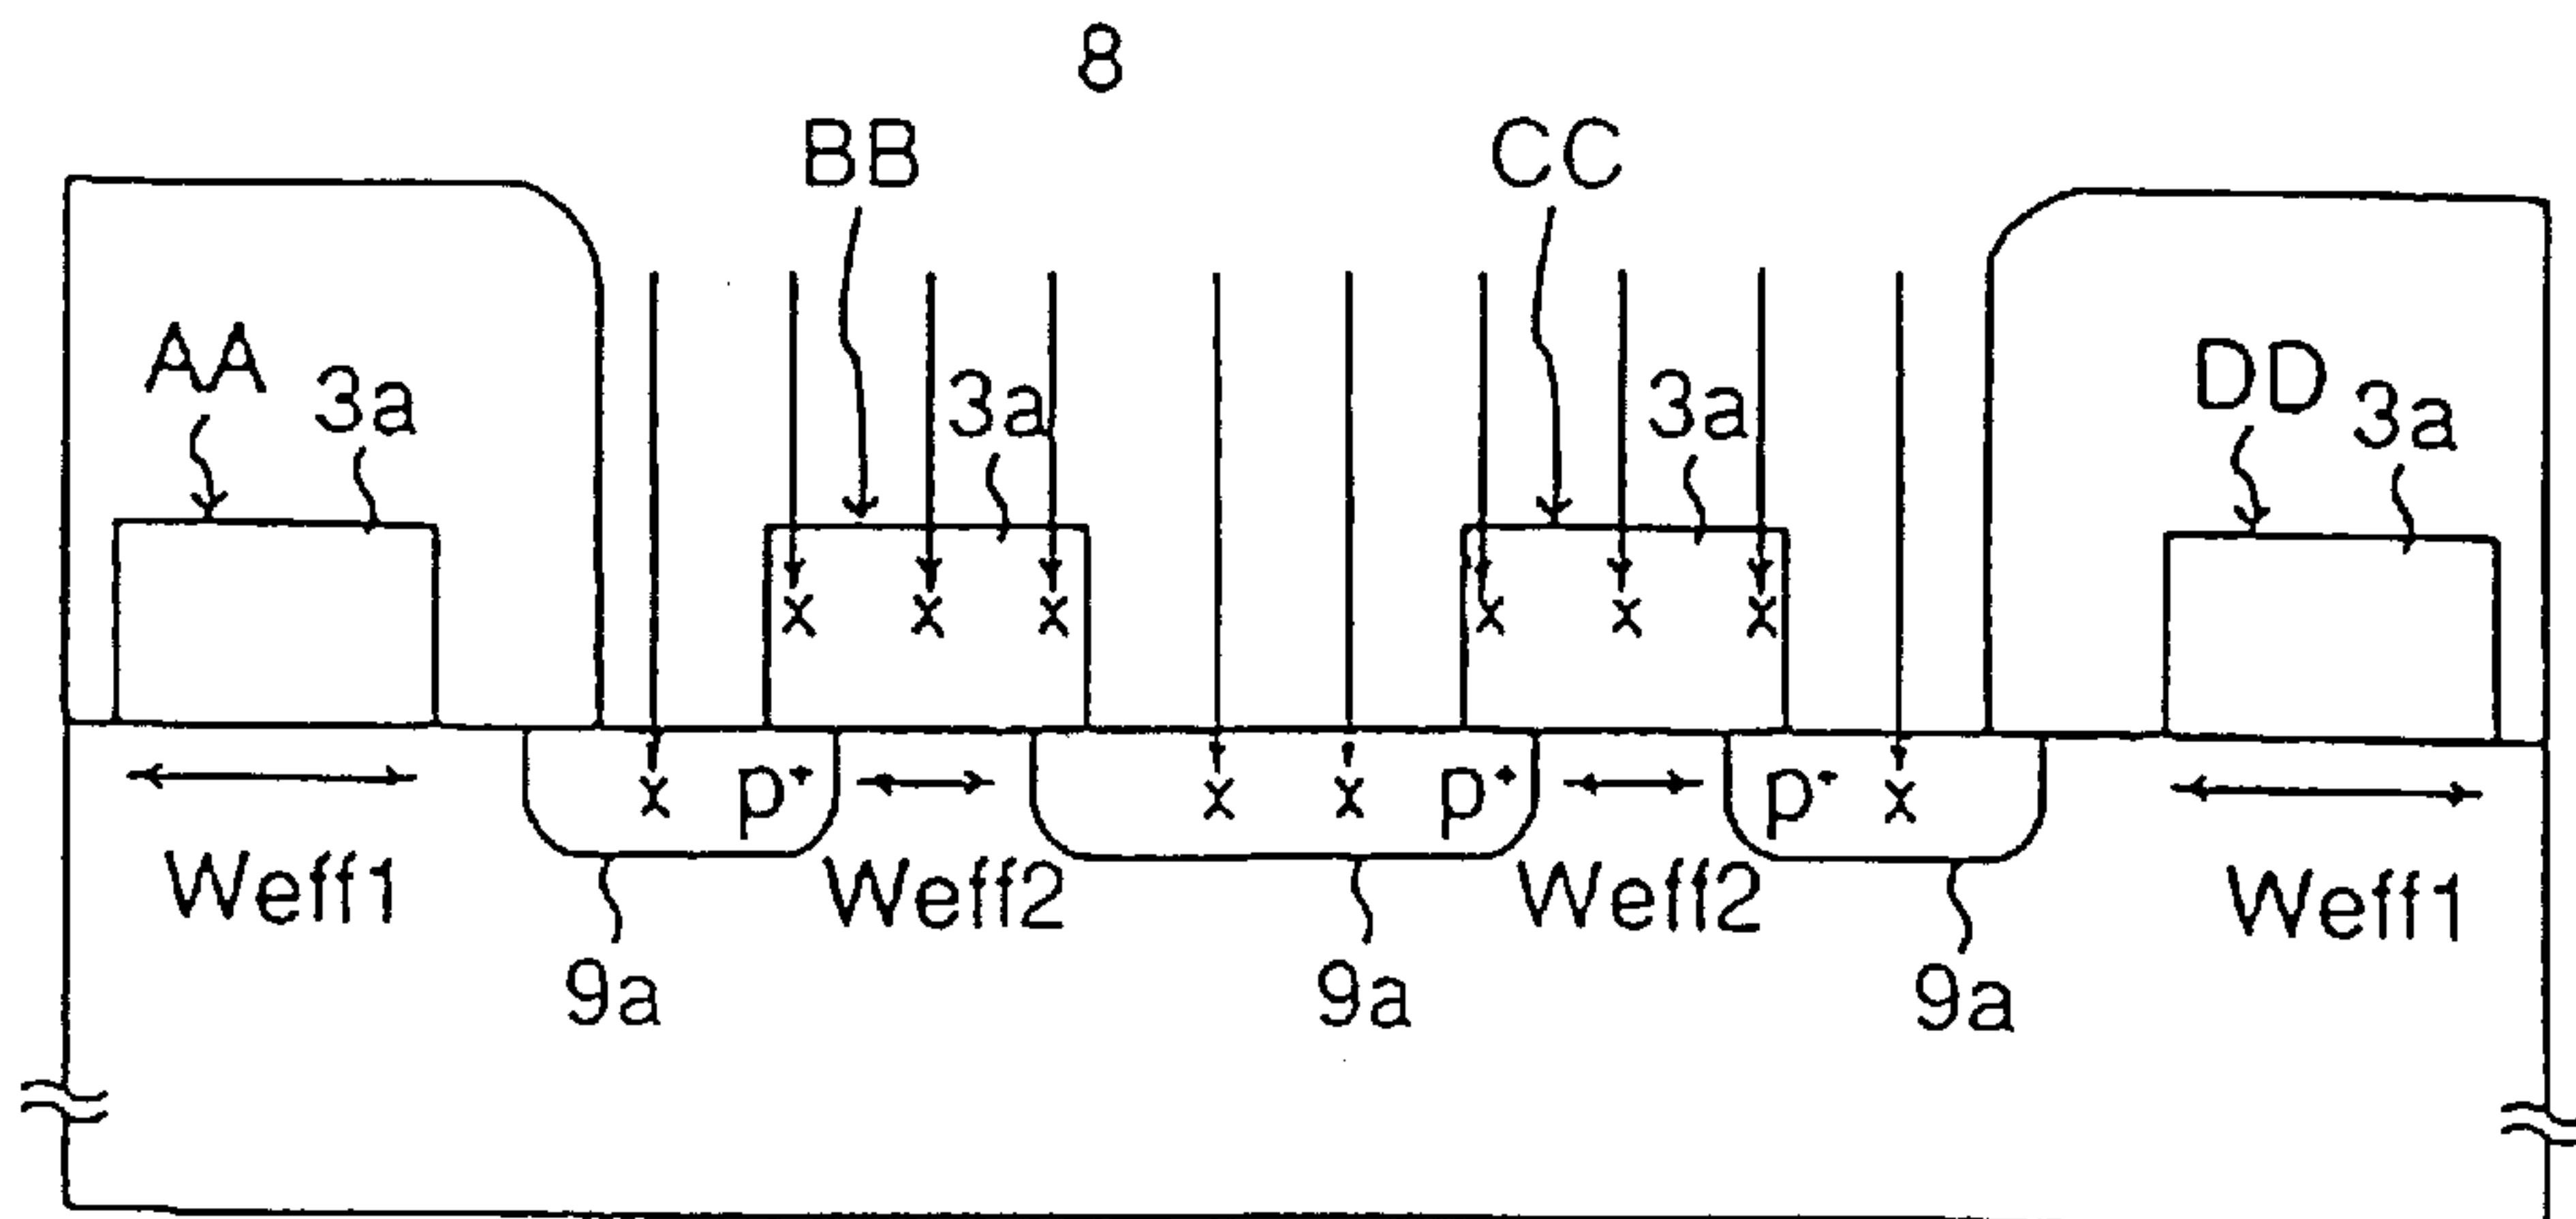 8
BB CC
AA 3a 3a 3a DD 3a
x x x x x x
x p+ x x p+ p+ x
Weff1 Weff2 Weff2 Weff1
9a 9a 9a